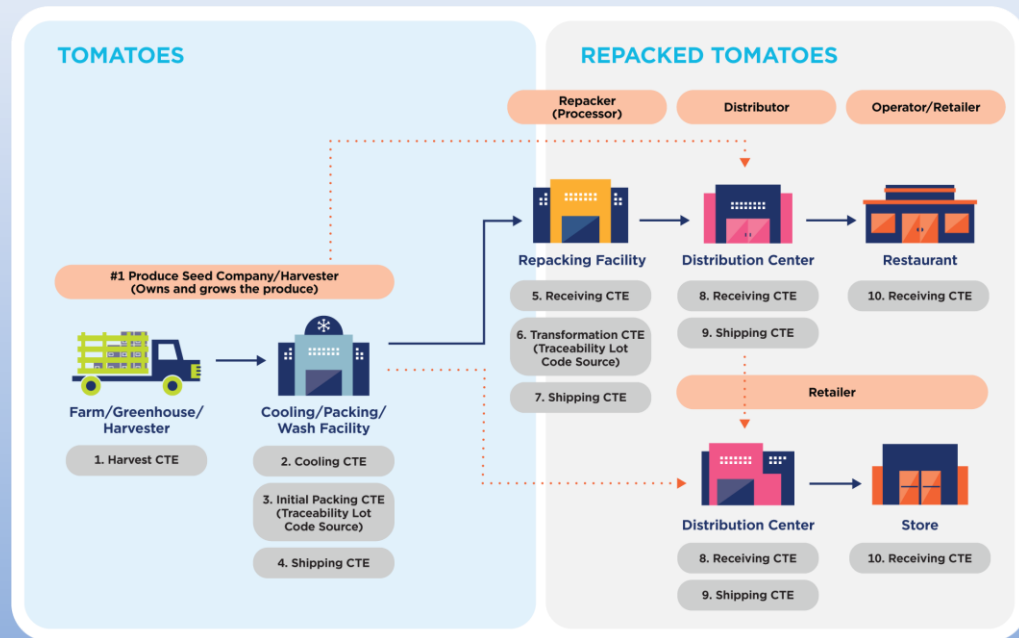 TOMATOES
REPACKED TOMATOES
Repacker
(Processor)
Distributor
Operator/Retailer
#1 Produce Seed Company/Harvester
(Owns and grows the produce)
Repacking Facility
Distribution Center
Restaurant
5. Receiving CTE
8. Receiving CTE
10. Receiving CTE
6. Transformation CTE
(Traceability Lot
Code Source)
9. Shipping CTE
7. Shipping CTE
Farm/Greenhouse/
Harvester
Cooling/Packing/
Wash Facility
1. Harvest CTE
2. Cooling CTE
3. Initial Packing CTE
(Traceability Lot
Code Source)
4. Shipping CTE
Retailer
Distribution Center
Store
8. Receiving CTE
10. Receiving CTE
9. Shipping CTE